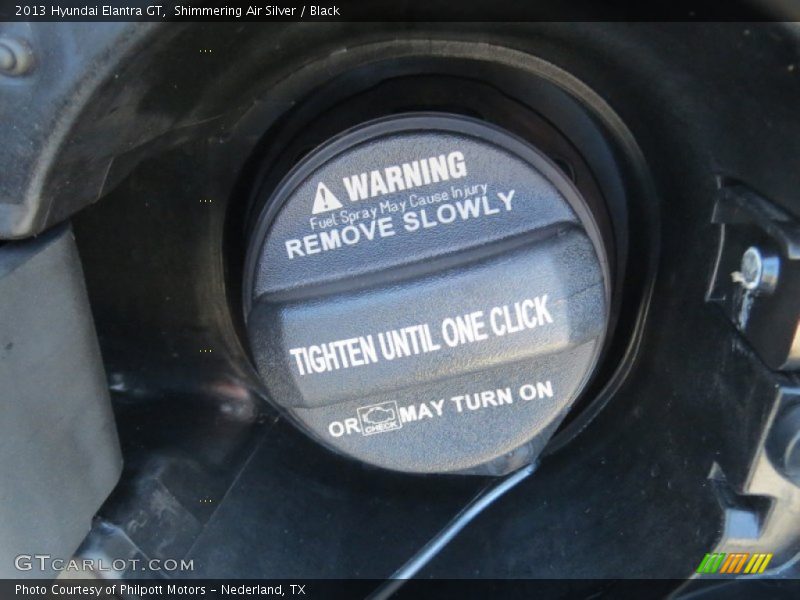 2013 Hyundai Elantra GT,  Shimmering Air Silver / Black
WARNING
Fuel Spray May Cause Injury
REMOVE SLOWLY
TIGHTEN UNTIL ONE CLICK
OR CHECK MAY TURN ON
GTCARLOT.COM
Photo Courtesy of Philpott Motors - Nederland, TX